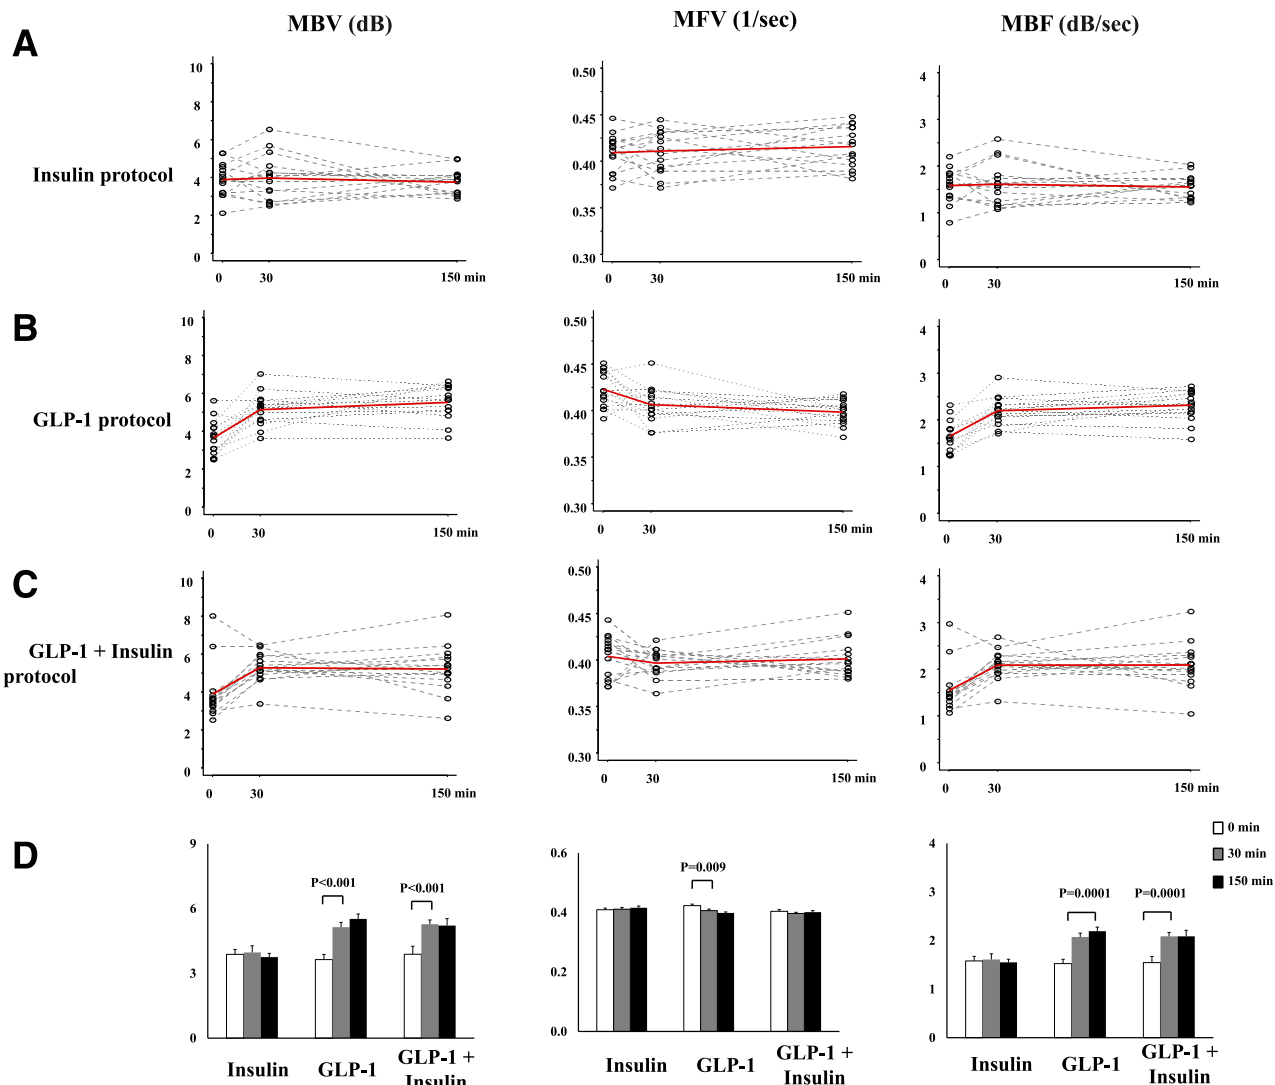 MBV (dB)
MFV (1/sec)
MBF (dB/sec)
A
Insulin protocol
10
8
6
4
2
0
0 30 150 min
0.50
0.45
0.40
0.35
0.30
0 30 150 min
4
3
2
1
0
0 30 150 min
B
GLP-1 protocol
10
8
6
4
2
0
0 30 150 min
0.50
0.45
0.40
0.35
0.30
0 30 150 min
4
3
2
1
0
0 30 150 min
C
GLP-1 + Insulin
protocol
10
8
6
4
2
0
0 30 150 min
0.50
0.45
0.40
0.35
0.30
0 30 150 min
4
3
2
1
0
0 30 150 min
D
9
6
3
0
P<0.001
P<0.001
Insulin GLP-1 GLP-1 +
Insulin
0.6
0.4
0.2
0.0
P=0.009
Insulin GLP-1 GLP-1 +
Insulin
4
3
2
1
0
P=0.0001
P=0.0001
Insulin GLP-1 GLP-1 +
Insulin
0 min
30 min
150 min